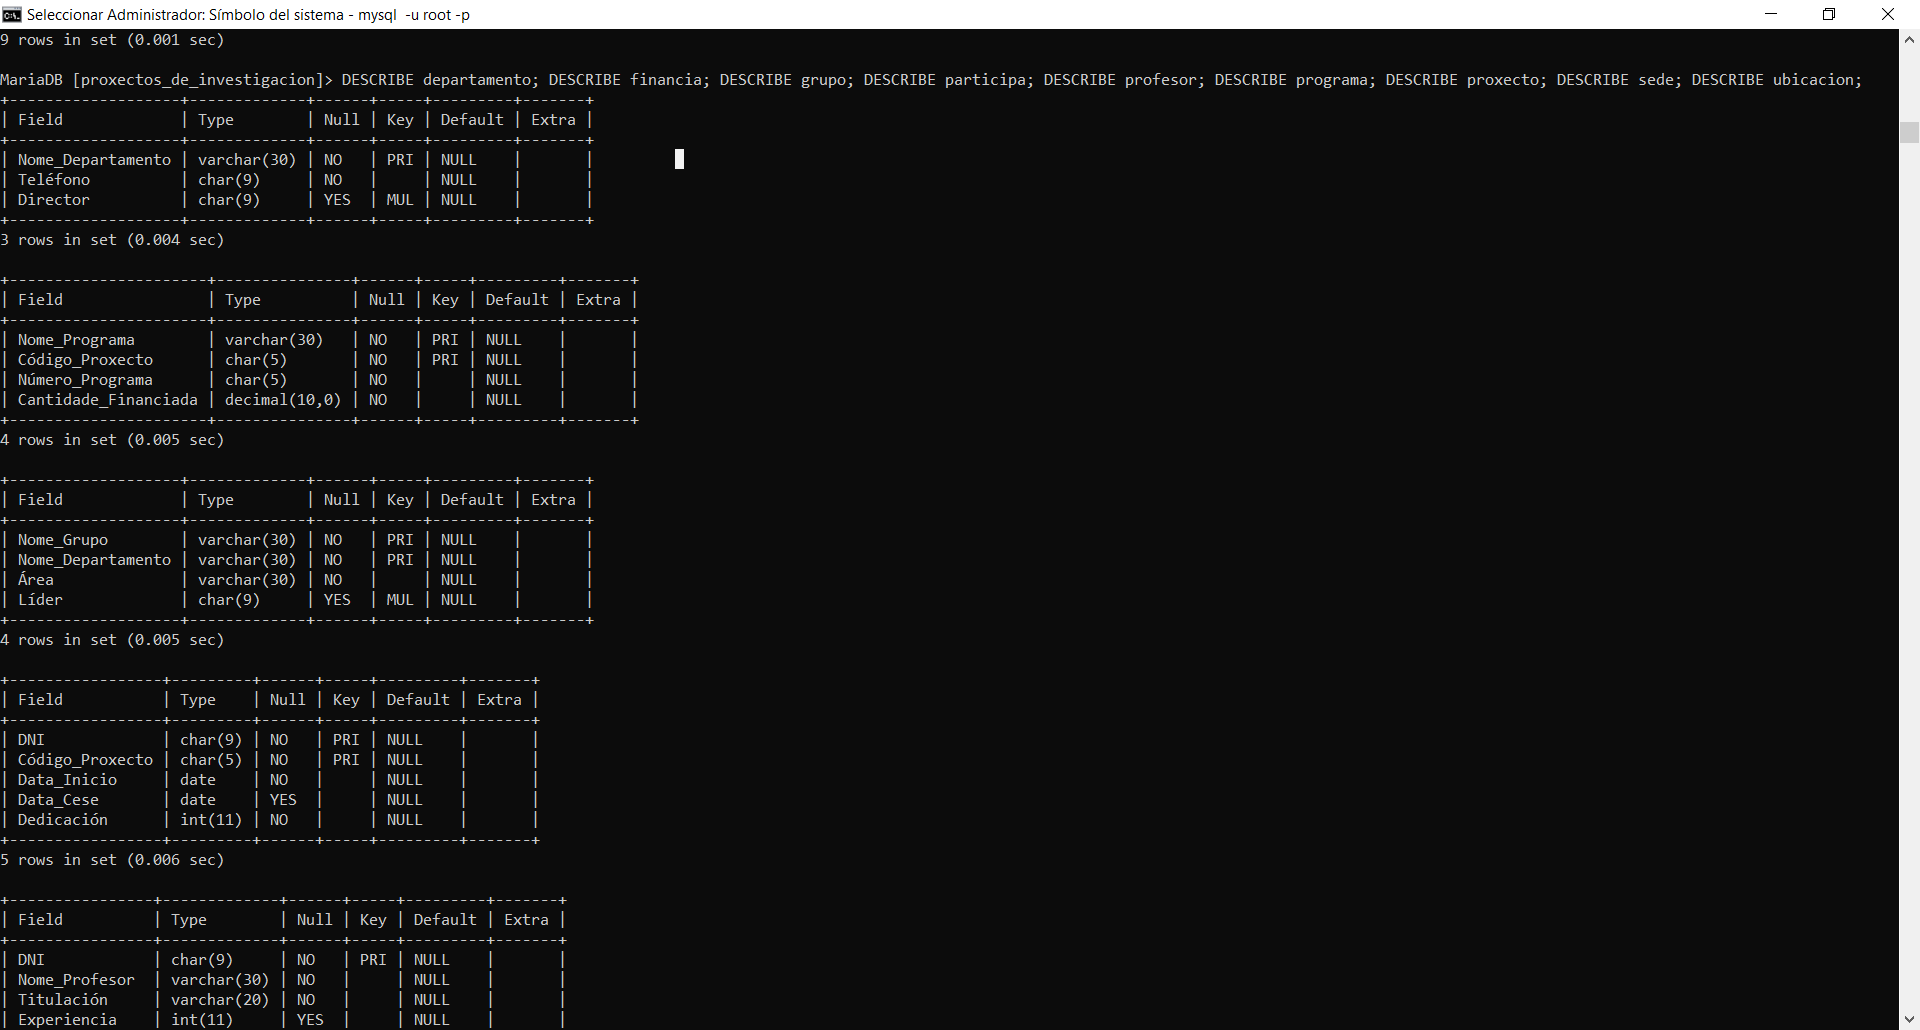 Seleccionar Administrador: Símbolo del sistema - mysql  -u root -p
9 rows in set (0.001 sec)

MariaDB [proxectos_de_investigacion]> DESCRIBE departamento; DESCRIBE financia; DESCRIBE grupo; DESCRIBE participa; DESCRIBE profesor; DESCRIBE programa; DESCRIBE proxecto; DESCRIBE sede; DESCRIBE ubicacion;
+-------------------+-------------+------+-----+---------+-------+
| Field             | Type        | Null | Key | Default | Extra |
+-------------------+-------------+------+-----+---------+-------+
| Nome_Departamento | varchar(30) | NO   | PRI | NULL    |       |
| Teléfono          | char(9)     | NO   |     | NULL    |       |
| Director          | char(9)     | YES  | MUL | NULL    |       |
+-------------------+-------------+------+-----+---------+-------+
3 rows in set (0.004 sec)

+----------------------+---------------+------+-----+---------+-------+
| Field                | Type          | Null | Key | Default | Extra |
+----------------------+---------------+------+-----+---------+-------+
| Nome_Programa        | varchar(30)   | NO   | PRI | NULL    |       |
| Código_Proxecto      | char(5)       | NO   | PRI | NULL    |       |
| Número_Programa      | char(5)       | NO   |     | NULL    |       |
| Cantidade_Financiada | decimal(10,0) | NO   |     | NULL    |       |
+----------------------+---------------+------+-----+---------+-------+
4 rows in set (0.005 sec)

+-------------------+-------------+------+-----+---------+-------+
| Field             | Type        | Null | Key | Default | Extra |
+-------------------+-------------+------+-----+---------+-------+
| Nome_Grupo        | varchar(30) | NO   | PRI | NULL    |       |
| Nome_Departamento | varchar(30) | NO   | PRI | NULL    |       |
| Área              | varchar(30) | NO   |     | NULL    |       |
| Líder             | char(9)     | YES  | MUL | NULL    |       |
+-------------------+-------------+------+-----+---------+-------+
4 rows in set (0.005 sec)

+-----------------+---------+------+-----+---------+-------+
| Field           | Type    | Null | Key | Default | Extra |
+-----------------+---------+------+-----+---------+-------+
| DNI             | char(9) | NO   | PRI | NULL    |       |
| Código_Proxecto | char(5) | NO   | PRI | NULL    |       |
| Data_Inicio     | date    | NO   |     | NULL    |       |
| Data_Cese       | date    | YES  |     | NULL    |       |
| Dedicación      | int(11) | NO   |     | NULL    |       |
+-----------------+---------+------+-----+---------+-------+
5 rows in set (0.006 sec)

+----------------+-------------+------+-----+---------+-------+
| Field          | Type        | Null | Key | Default | Extra |
+----------------+-------------+------+-----+---------+-------+
| DNI            | char(9)     | NO   | PRI | NULL    |       |
| Nome_Profesor  | varchar(30) | NO   |     | NULL    |       |
| Titulación     | varchar(20) | NO   |     | NULL    |       |
| Experiencia    | int(11)     | YES  |     | NULL    |       |